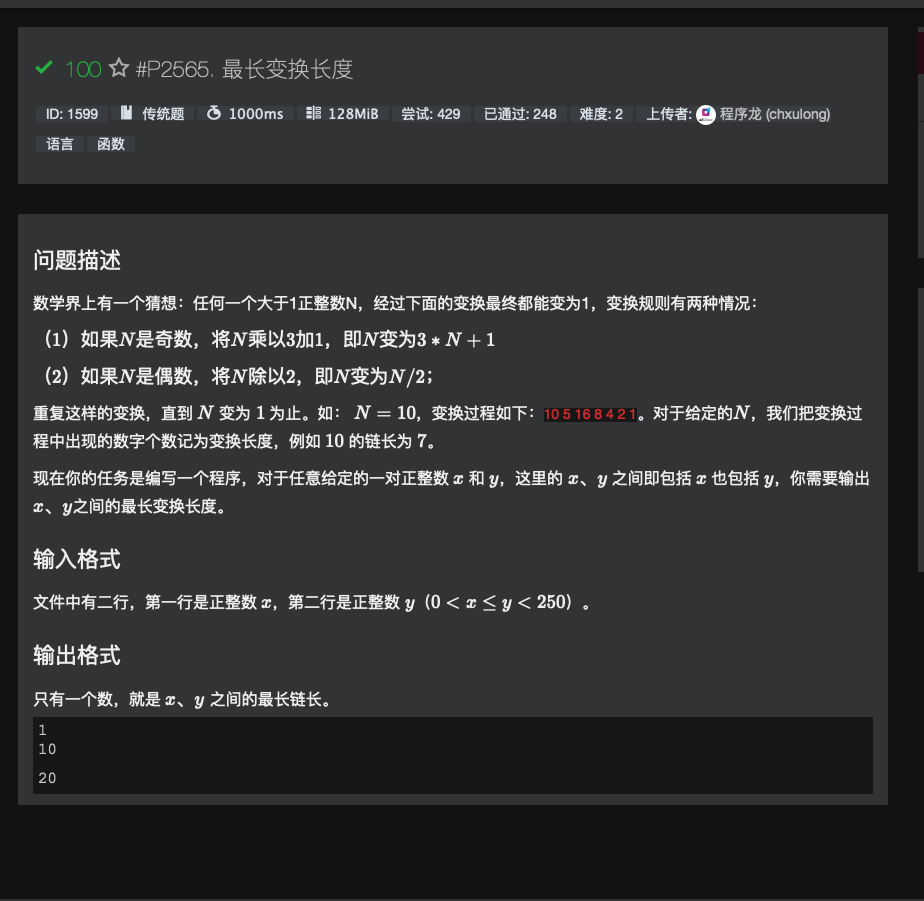 100 #P2565. 最长变换长度
ID: 1599 传统题 1000ms 128MiB 尝试: 429 已通过: 248 难度: 2 上传者: 程序龙 (chxulong)
语言 函数
问题描述
数学界上有一个猜想：任何一个大于1正整数N，经过下面的变换最终都能变为1，变换规则有两种情况：
（1）如果N是奇数，将N乘以3加1，即N变为3 ∗ N + 1
（2）如果N是偶数，将N除以2，即N变为N/2；
重复这样的变换，直到 N 变为 1 为止。如： N = 10，变换过程如下：10 5 16 8 4 2 1。对于给定的N，我们把变换过
程中出现的数字个数记为变换长度，例如 10 的链长为 7。
现在你的任务是编写一个程序，对于任意给定的一对正整数 x 和 y，这里的 x、y 之间即包括 x 也包括 y，你需要输出
x、y之间的最长变换长度。
输入格式
文件中有二行，第一行是正整数 x，第二行是正整数 y（0 < x ≤ y < 250）。
输出格式
只有一个数，就是 x、y 之间的最长链长。
1
10
20